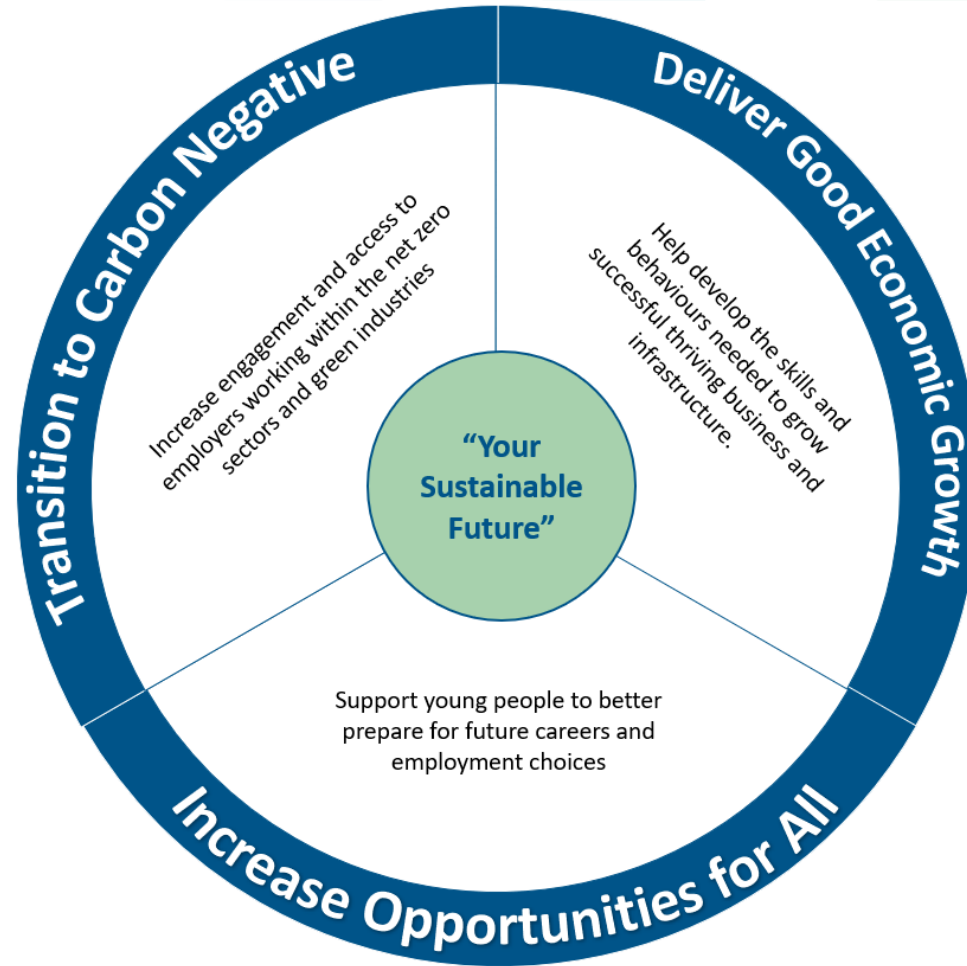 Transition to Carbon Negative
Increase engagement and access to
employers working within the net zero
sectors and green industries
Deliver Good Economic Growth
Help develop the skills and
behaviours needed to grow
successful thriving business and
infrastructure.
“Your
Sustainable
Future”
Support young people to better
prepare for future careers and
employment choices
Increase Opportunities for All